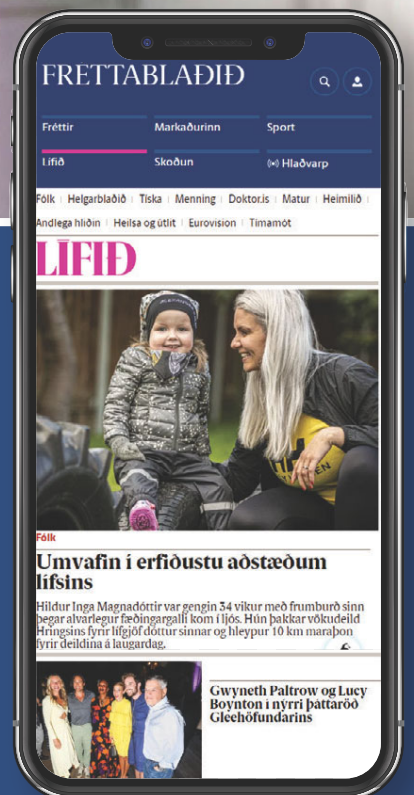 FRETTABLAÐIÐ
Fréttir Markaðurinn Sport
Lífið Skoðun Hlaðvarp
Fólk Helgarblaðið Tíska Menning Doktor.is Matur Heimilið
Andlega hliðin Heilsa og útlit Eurovision Tímamót
LÍFIÐ
Fólk
Umvafin í erfiðustu aðstæðum
lífsins
Hildur Inga Magnadóttir var gengin 34 vikur með frumburð sinn
þegar alvarlegur fæðingargalli kom í ljós. Hún þakkar vökudeild
Hringsins fyrir lífgjöf dóttur sinnar og hleypur 10 km maraþon
fyrir deildina á laugardag.
Gwyneth Paltrow og Lucy
Boynton í nýrri þáttaröð
Gleehöfundarins